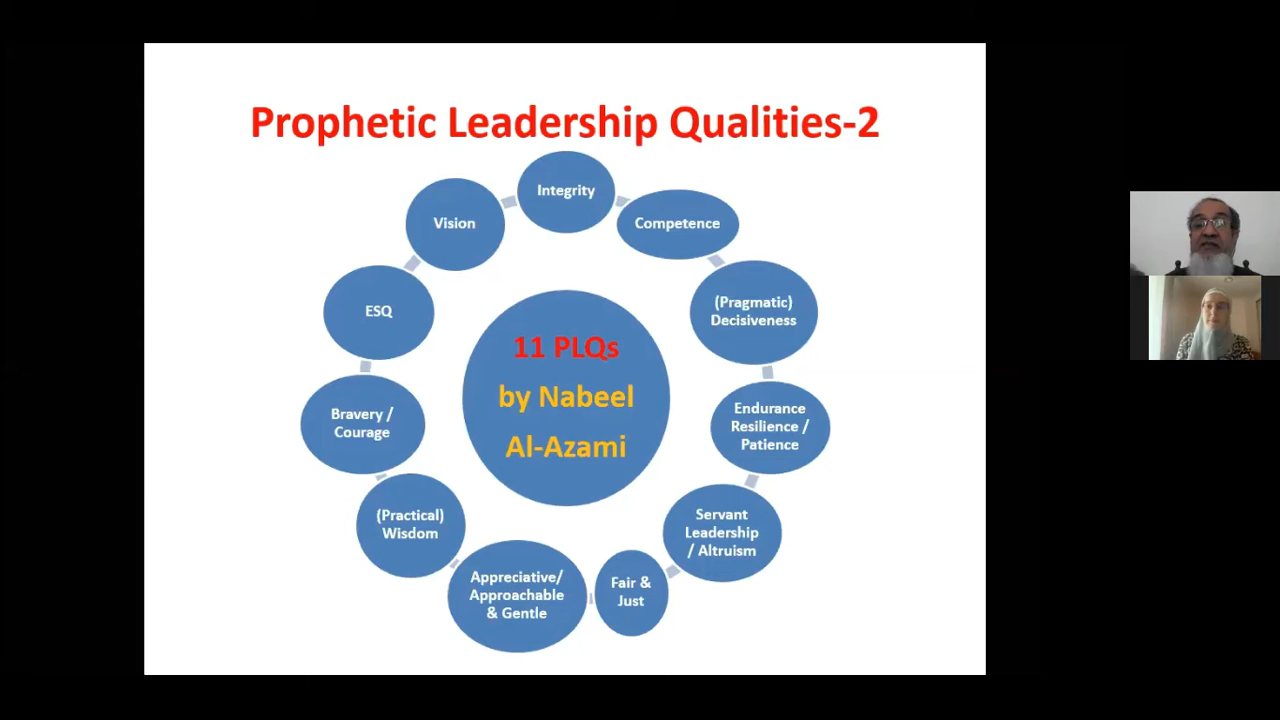 Prophetic Leadership Qualities-2
Integrity
Competence
(Pragmatic)
Decisiveness
Endurance
Resilience /
Patience
Servant
Leadership
/ Altruism
Fair &
Just
Appreciative/
Approachable
& Gentle
(Practical)
Wisdom
Bravery /
Courage
ESQ
Vision
11 PLQs
by Nabeel
Al-Azami